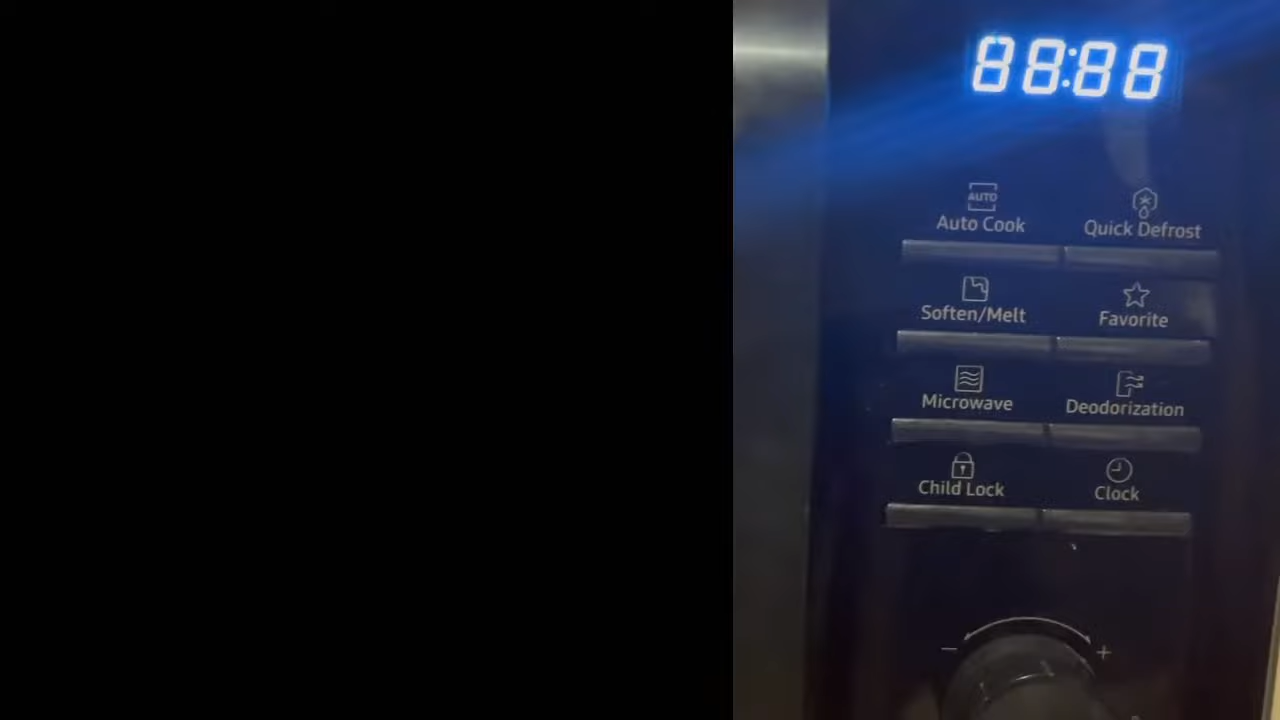 88:88
AUTO
Auto Cook
Quick Defrost
Soften/Melt
Favorite
Microwave
Deodorization
Child Lock
Clock
− +